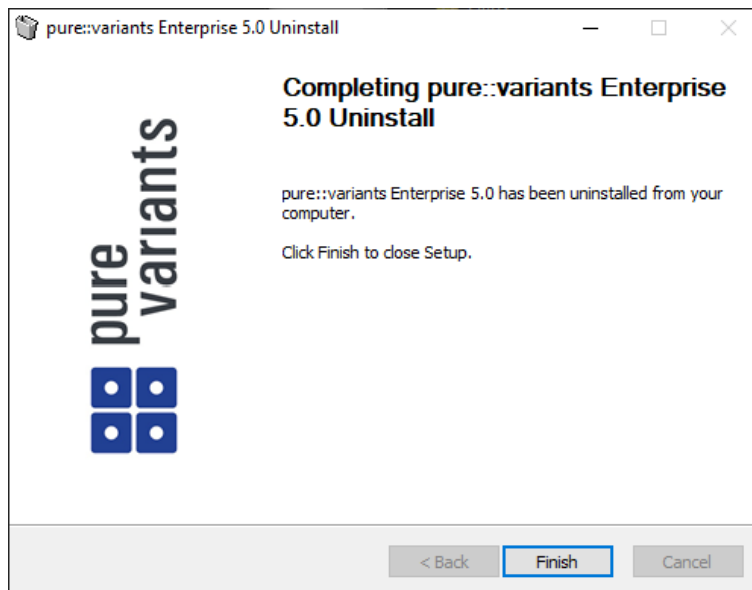 pure::variants Enterprise 5.0 Uninstall
Completing pure::variants Enterprise
5.0 Uninstall
pure::variants Enterprise 5.0 has been uninstalled from your
computer.
Click Finish to close Setup.
pure
variants
< Back
Finish
Cancel